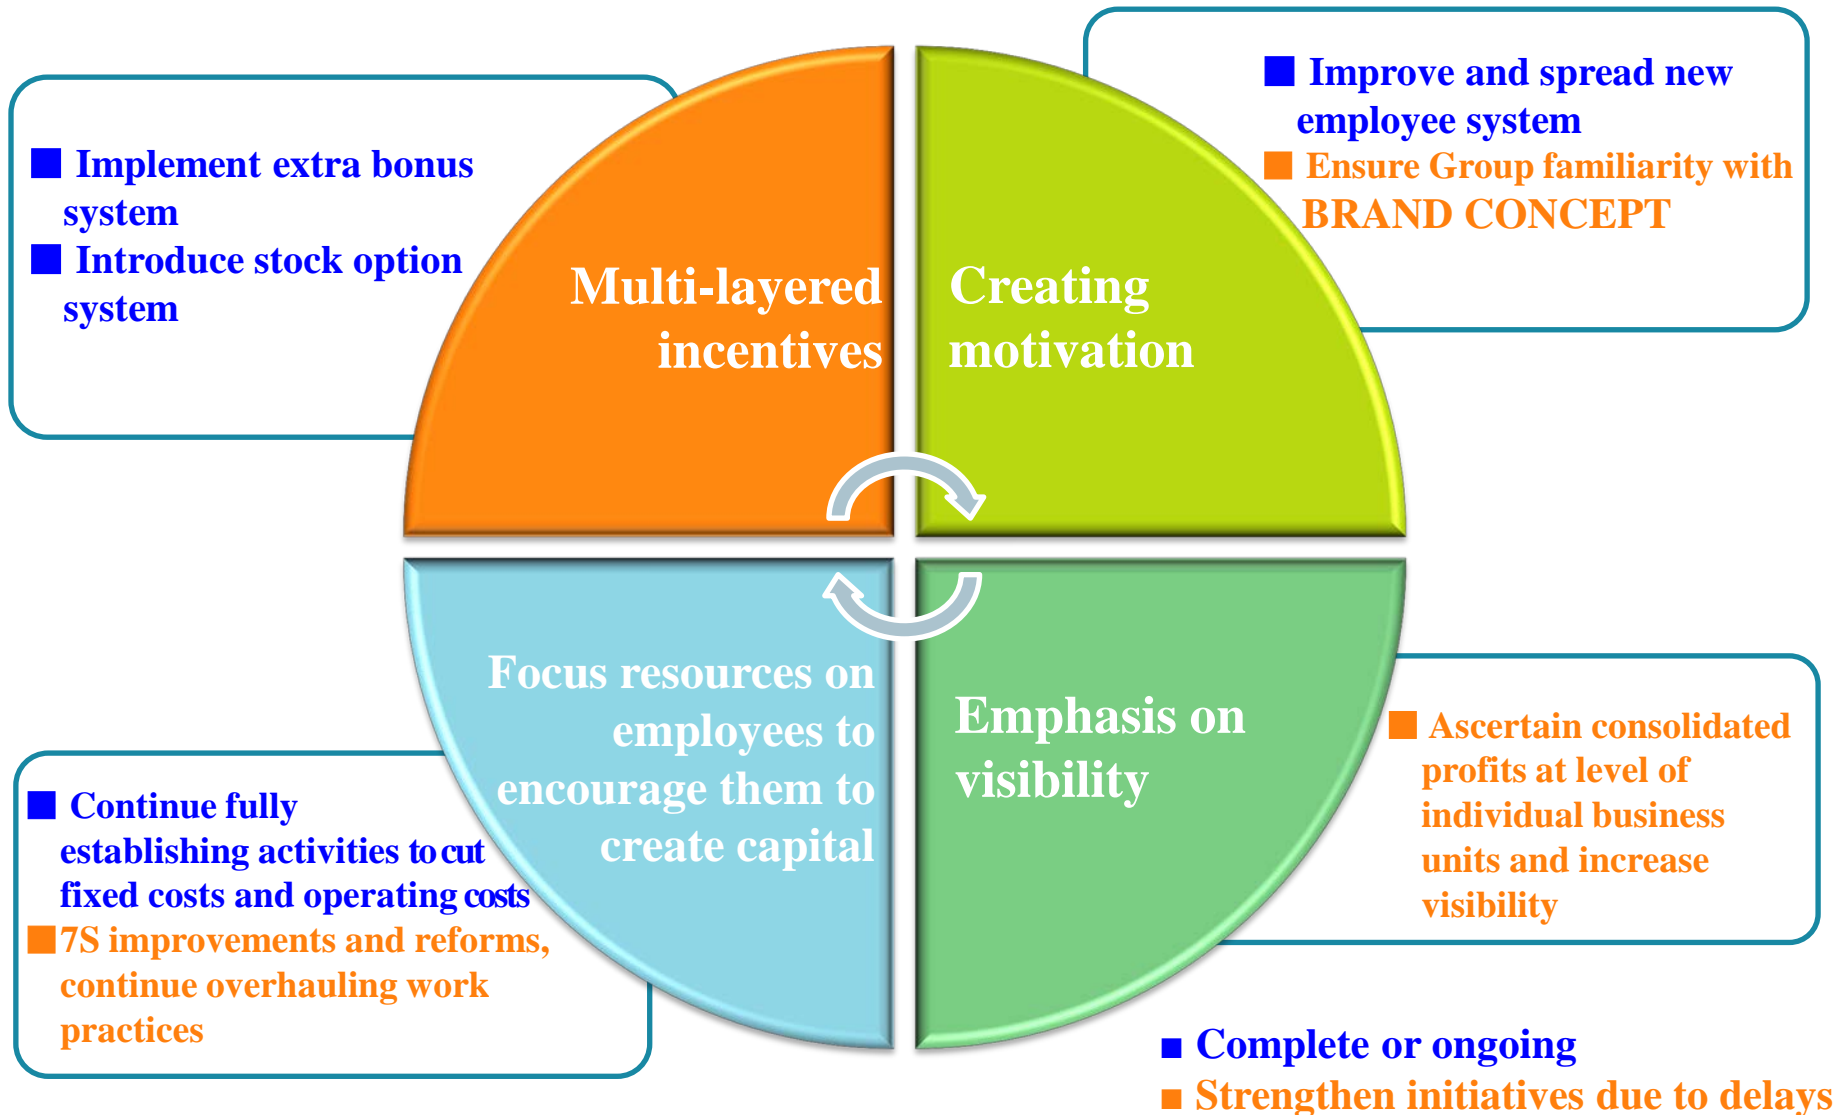 ■ Implement extra bonus
system
■ Introduce stock option
system
Multi-layered
incentives
Creating
motivation
■ Improve and spread new
employee system
■ Ensure Group familiarity with
BRAND CONCEPT
■ Continue fully
establishing activities to cut
fixed costs and operating costs
■ 7S improvements and reforms,
continue overhauling work
practices
Focus resources on
employees to
encourage them to
create capital
Emphasis on
visibility
■ Ascertain consolidated
profits at level of
individual business
units and increase
visibility
■ Complete or ongoing
■ Strengthen initiatives due to delays